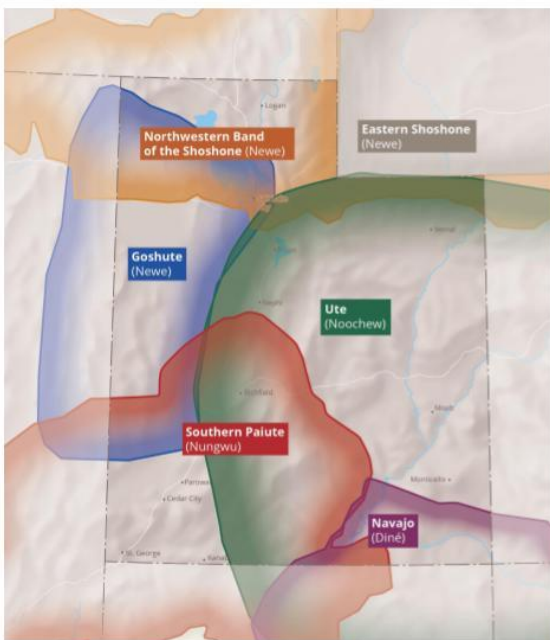 Logan
Northwestern Band
of the Shoshone (Newe)
Eastern Shoshone
(Newe)
Vernal
Goshute
(Newe)
Ute
(Noochew)
Nephi
Richfield
Moab
Southern Paiute
(Nungwu)
Monticello
Parowan
Cedar City
Navajo
(Diné)
St. George
Kanab